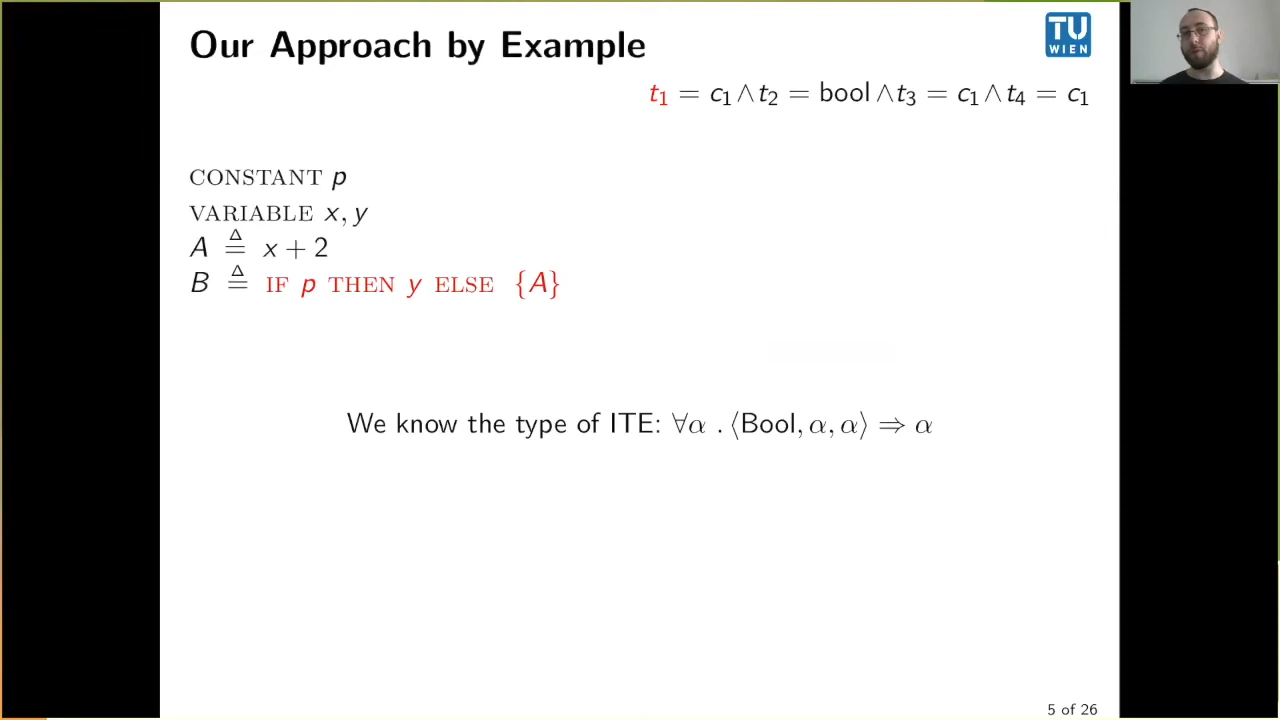 Our Approach by Example
TU
WIEN
t₁ = c₁ ∧ t₂ = bool ∧ t₃ = c₁ ∧ t₄ = c₁
CONSTANT p
VARIABLE x, y
A ≜ x + 2
B ≜ IF p THEN y ELSE {A}
We know the type of ITE: ∀α . ⟨Bool, α, α⟩ ⇒ α
5 of 26